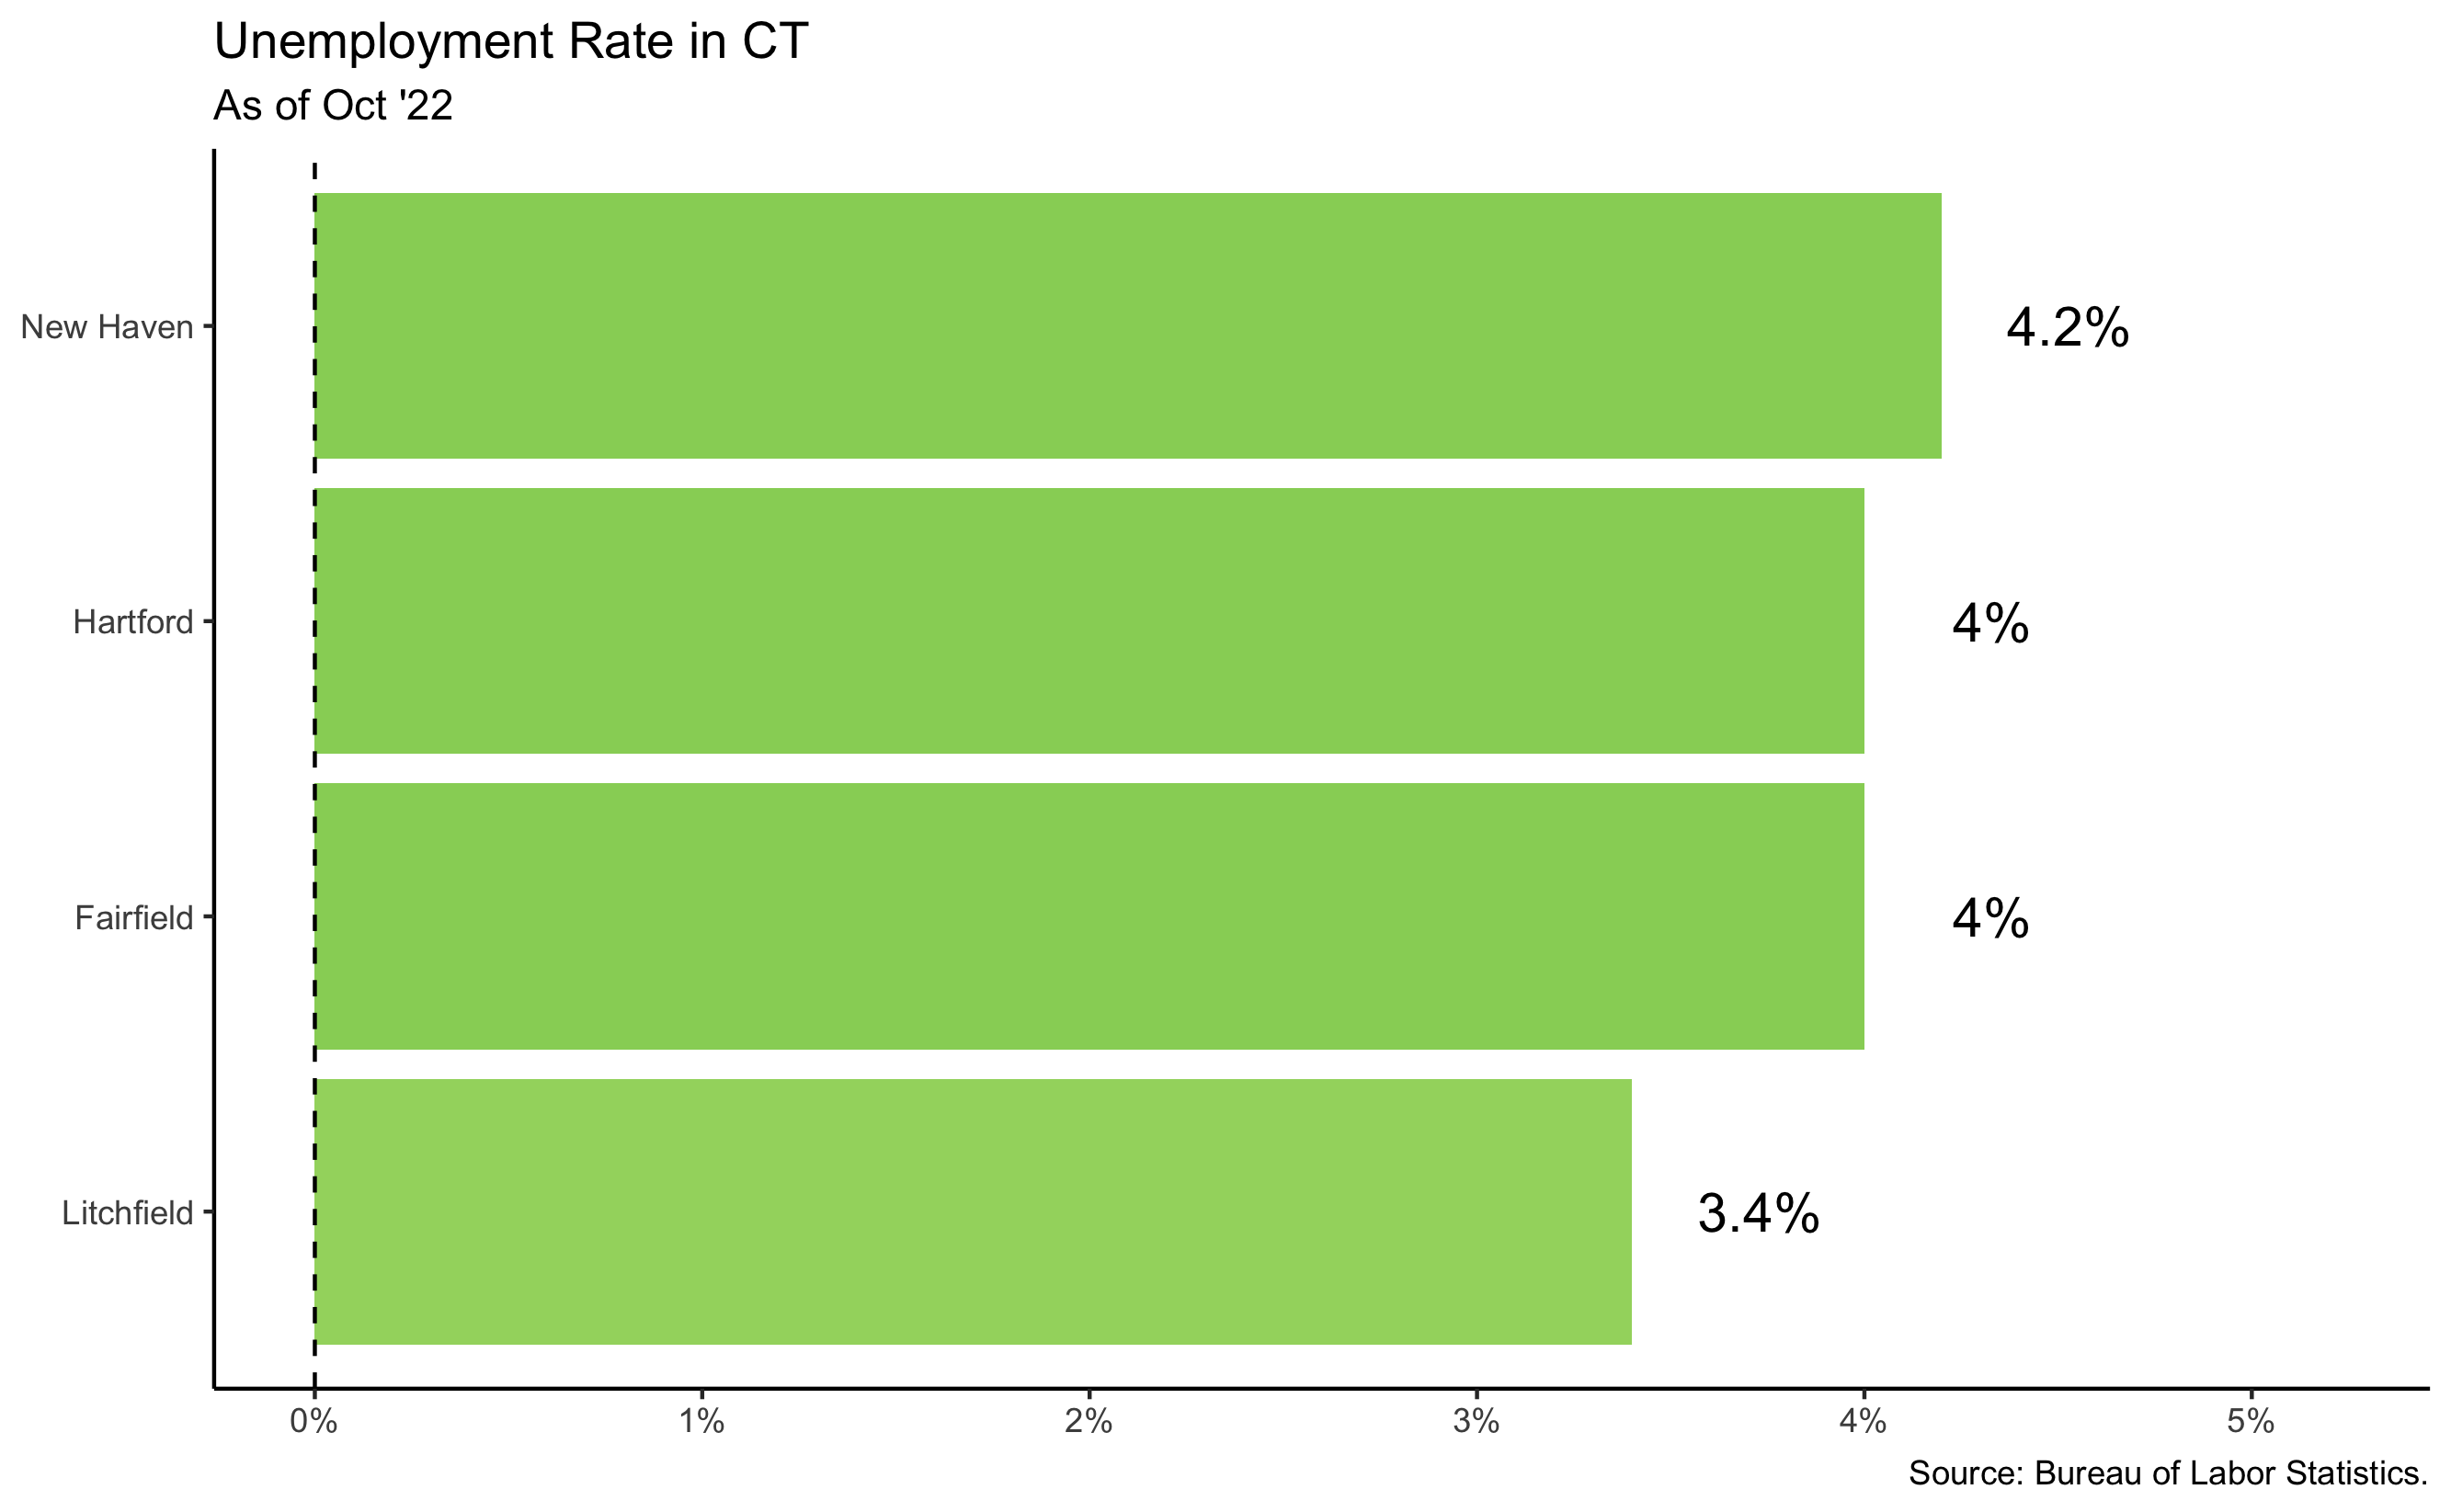 Unemployment Rate in CT
As of Oct '22
New Haven
4.2%
Hartford
4%
Fairfield
4%
Litchfield
3.4%
0% 1% 2% 3% 4% 5%
Source: Bureau of Labor Statistics.